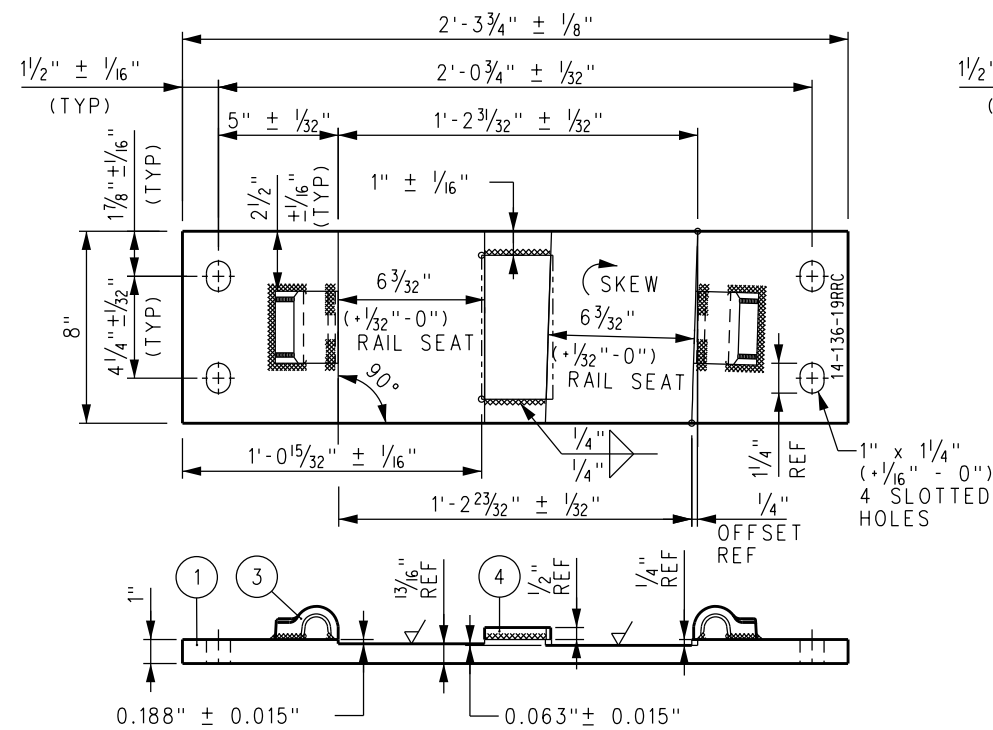 2'-3¾" ± ⅛"
1½" ± 1/16"
(TYP)
2'-0¾" ± 1/32"
1½"
(
5" ± 1/32"
1'-2 31/32" ± 1/32"
1⅞" ± 1/16"
(TYP)
2½"
± 1/16"
(TYP)
1" ± 1/16"
8"
4¼" ± 1/32"
(TYP)
6 3/32"
(+1/32" -0")
RAIL SEAT
SKEW
6 3/32"
(+1/32" -0")
RAIL SEAT
14-136-19RRC
90°
1'-0 15/32" ± 1/16"
¼"
¼"
1¼"
REF
1" x 1¼"
(+1/16" - 0")
4 SLOTTED
HOLES
1'-2 23/32" ± 1/32"
¼"
OFFSET
REF
1"
1
3
13/16"
REF
4
½"
REF
¼"
REF
0.188" ± 0.015"
0.063" ± 0.015"